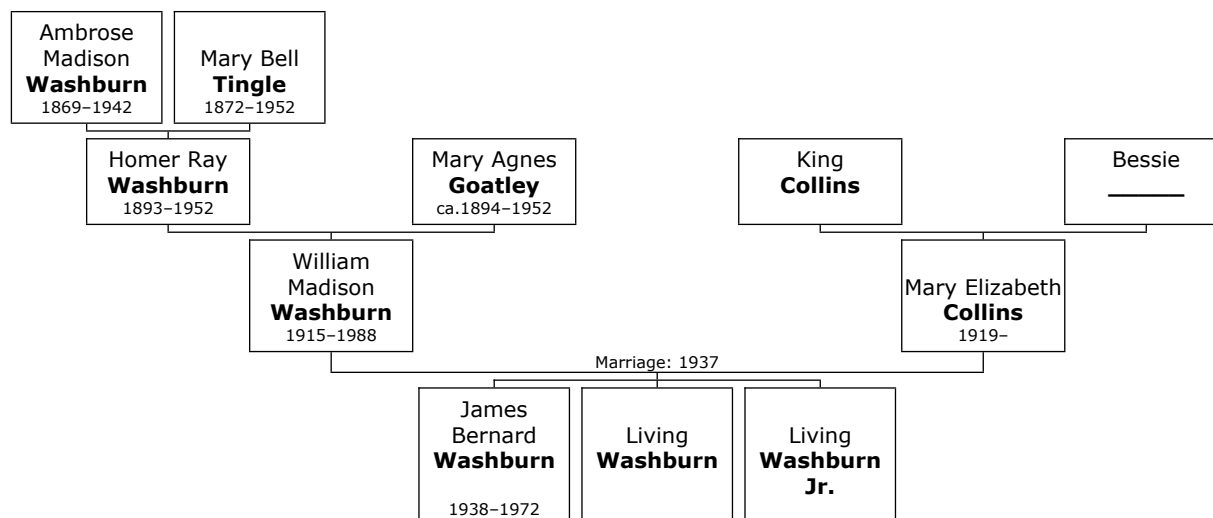 Ambrose
Madison
Washburn
1869–1942
Mary Bell
Tingle
1872–1952
Homer Ray
Washburn
1893–1952
Mary Agnes
Goatley
ca.1894–1952
King
Collins
Bessie
______
William
Madison
Washburn
1915–1988
Mary Elizabeth
Collins
1919–
Marriage: 1937
James
Bernard
Washburn
1938–1972
Living
Washburn
Living
Washburn
Jr.